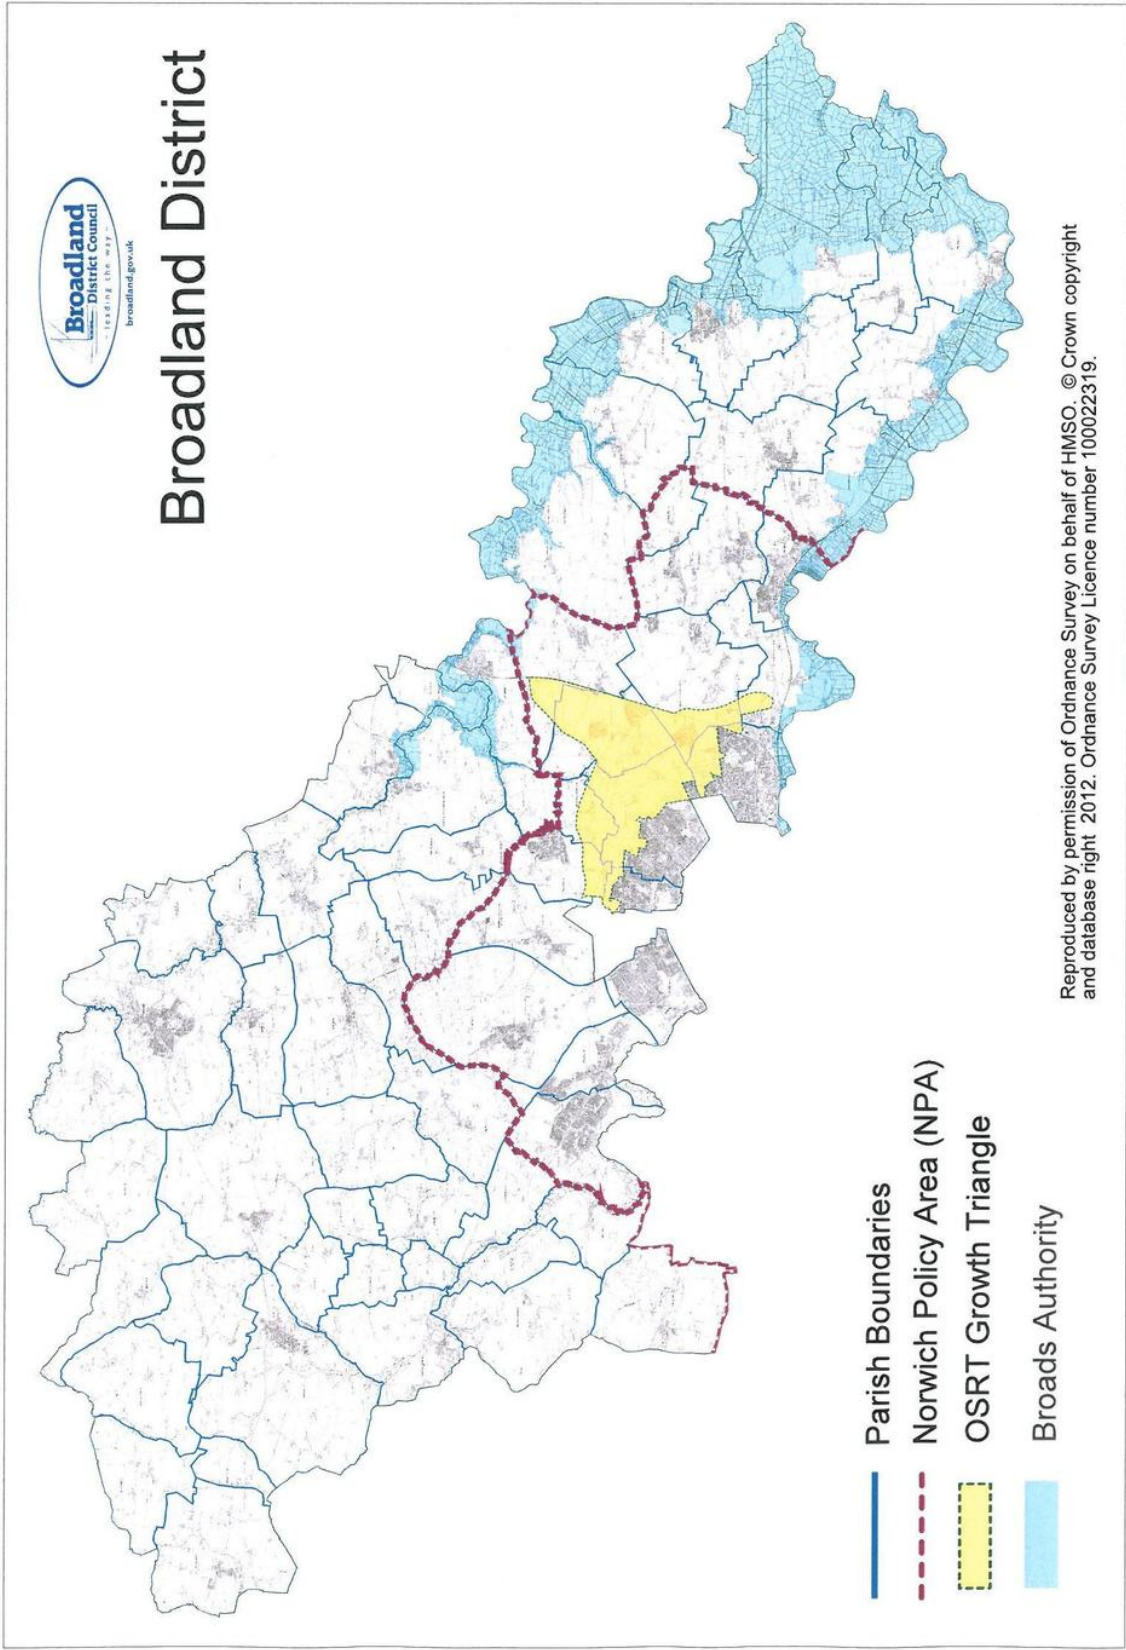 Broadland
District Council
- leading the way -
broadland.gov.uk
Broadland District
Parish Boundaries
Norwich Policy Area (NPA)
OSRT Growth Triangle
Broads Authority
Reproduced by permission of Ordnance Survey on behalf of HMSO. © Crown copyright
and database right 2012. Ordnance Survey Licence number 100022319.